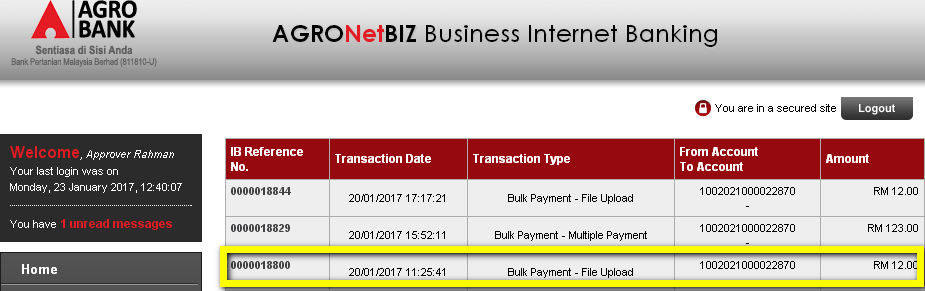 AGRO
BANK
Sentiasa di Sisi Anda
Bank Pertanian Malaysia Berhad (811810-U)
AGRONetBIZ Business Internet Banking
You are in a secured site Logout
Welcome, Approver Rahman
Your last login was on
Monday, 23 January 2017, 12:40:07
You have 1 unread messages
Home
IB Reference No. Transaction Date Transaction Type From Account To Account Amount
0000018844 20/01/2017 17:17:21 Bulk Payment - File Upload 1002021000022870 - RM 12.00
0000018829 20/01/2017 15:52:11 Bulk Payment - Multiple Payment 1002021000022870 - RM 123.00
0000018800 20/01/2017 11:25:41 Bulk Payment - File Upload 1002021000022870 RM 12.00